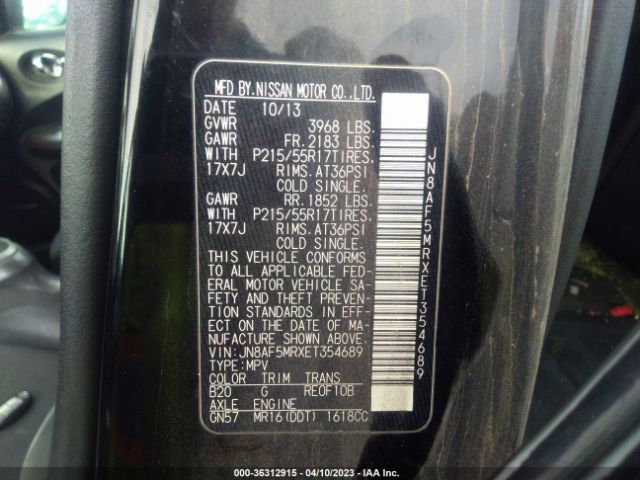 MFD BY.NISSAN MOTOR CO.,LTD.
DATE 10/13
GVWR 3968 LBS.
GAWR FR.2183 LBS.
WITH P215/55R17TIRES.
17X7J RIMS.AT36PSI
COLD SINGLE.
GAWR RR.1852 LBS.
WITH P215/55R17TIRES.
17X7J RIMS.AT36PSI
COLD SINGLE.
THIS VEHICLE CONFORMS
TO ALL APPLICABLE FED-
ERAL MOTOR VEHICLE SA-
FETY AND THEFT PREVEN-
TION STANDARDS IN EFF-
ECT ON THE DATE OF MA-
NUFACTURE SHOWN ABOVE.
VIN:JN8AF5MRXET354689
TYPE:MPV
COLOR TRIM TRANS
B20 G RE0F10B
AXLE ENGINE
GN57 MR16(DDT) 1618CC
JN8AF5MRXET354689
000-36312915 - 04/10/2023 - IAA Inc.